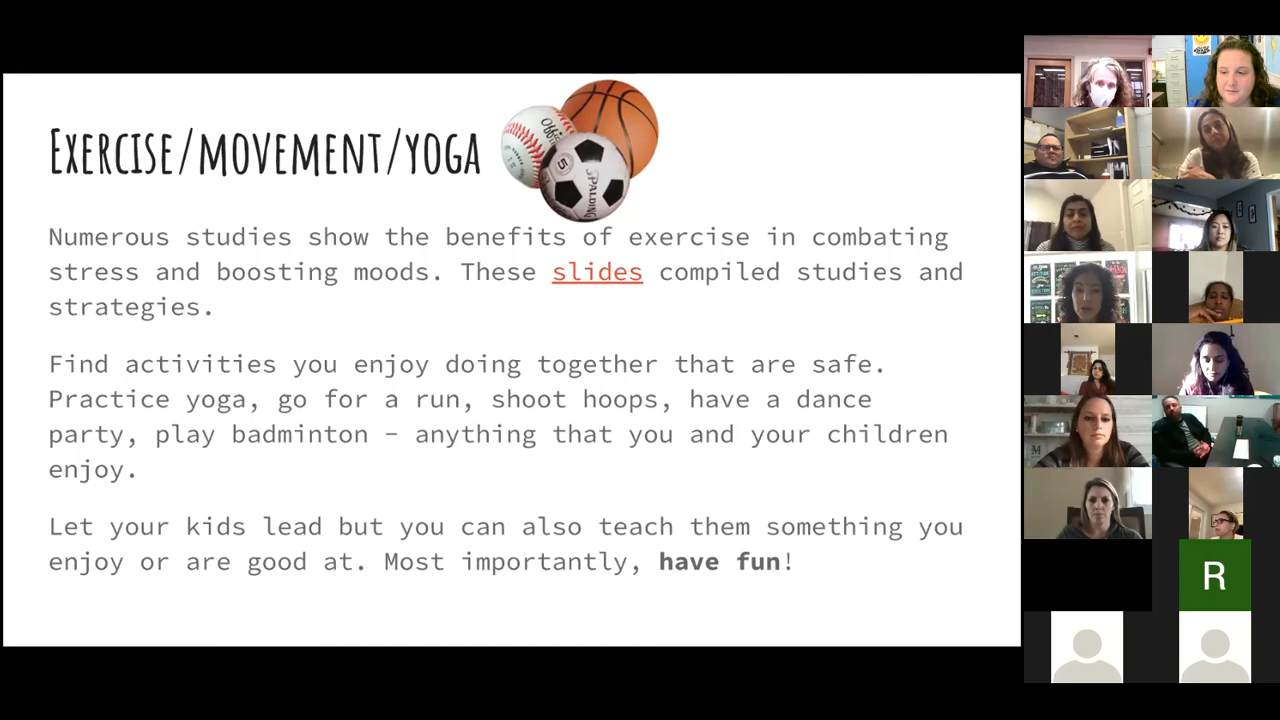 EXERCISE/MOVEMENT/YOGA
Offic
5
SPALDING
Numerous studies show the benefits of exercise in combating
stress and boosting moods. These slides compiled studies and
strategies.
Find activities you enjoy doing together that are safe.
Practice yoga, go for a run, shoot hoops, have a dance
party, play badminton - anything that you and your children
enjoy.
Let your kids lead but you can also teach them something you
enjoy or are good at. Most importantly, have fun!
M
R